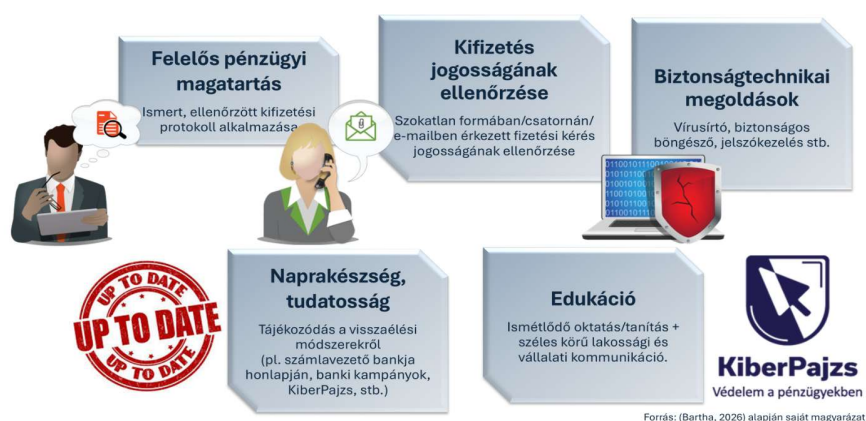 Felelős pénzügyi
magatartás
Ismert, ellenőrzött kifizetési
protokoll alkalmazása
Kifizetés
jogosságának
ellenőrzése
Szokatlan formában/csatornán/
e-mailben érkezett fizetési kérés
jogosságának ellenőrzése
Biztonságtechnikai
megoldások
Vírusírtó, biztonságos
böngésző, jelszókezelés stb.
UP TO DATE
UP TO DATE
UP TO DATE
Naprakészség,
tudatosság
Tájékozódás a visszaélési
módszerekről
(pl. számlavezető bankja
honlapján, banki kampányok,
KiberPajzs, stb.)
Edukáció
Ismétlődő oktatás/tanítás +
széles körű lakossági és
vállalati kommunikáció.
KiberPajzs
Védelem a pénzügyekben
Forrás: (Bartha, 2026) alapján saját magyarázat